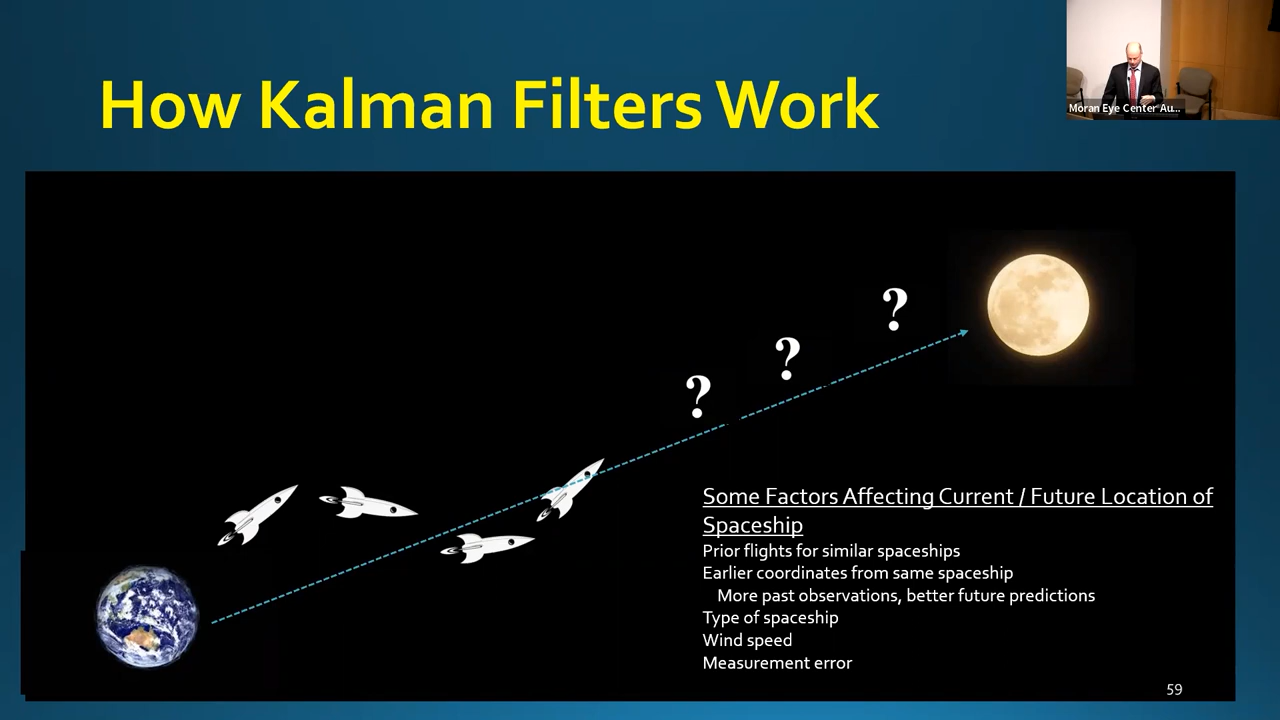 How Kalman Filters Work
Moran Eye Center Au...
?
?
?
Some Factors Affecting Current / Future Location of
Spaceship
Prior flights for similar spaceships
Earlier coordinates from same spaceship
More past observations, better future predictions
Type of spaceship
Wind speed
Measurement error
59